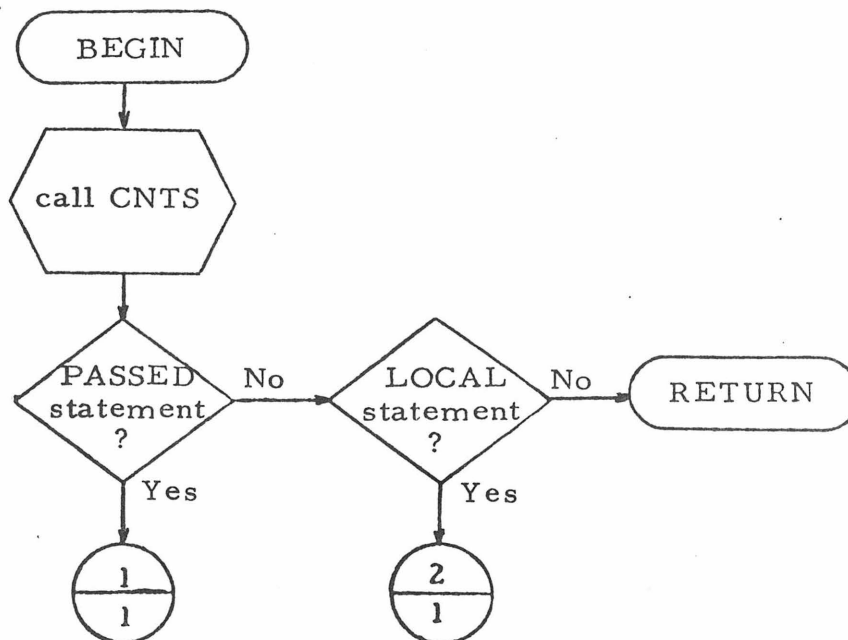 BEGIN
call CNTS
PASSED
statement
?
No
LOCAL
statement
?
No
RETURN
Yes
Yes
1
1
2
1